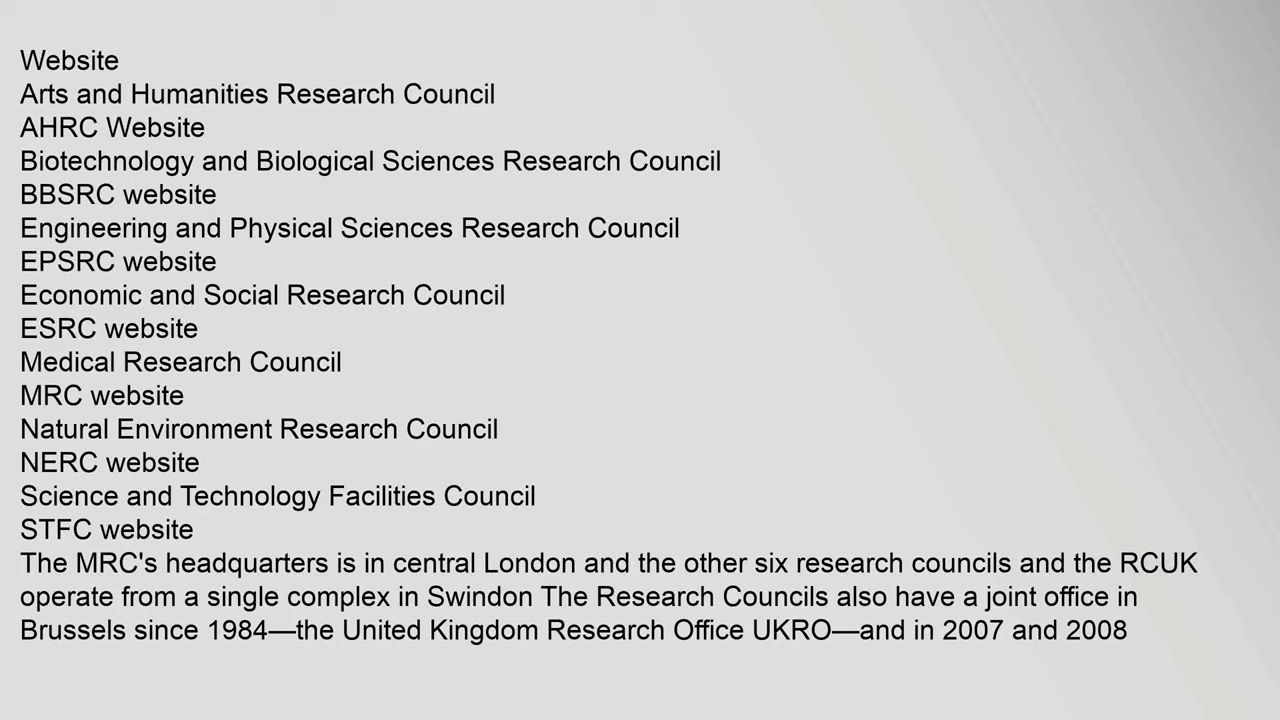 Website
Arts and Humanities Research Council
AHRC Website
Biotechnology and Biological Sciences Research Council
BBSRC website
Engineering and Physical Sciences Research Council
EPSRC website
Economic and Social Research Council
ESRC website
Medical Research Council
MRC website
Natural Environment Research Council
NERC website
Science and Technology Facilities Council
STFC website
The MRC's headquarters is in central London and the other six research councils and the RCUK
operate from a single complex in Swindon The Research Councils also have a joint office in
Brussels since 1984—the United Kingdom Research Office UKRO—and in 2007 and 2008